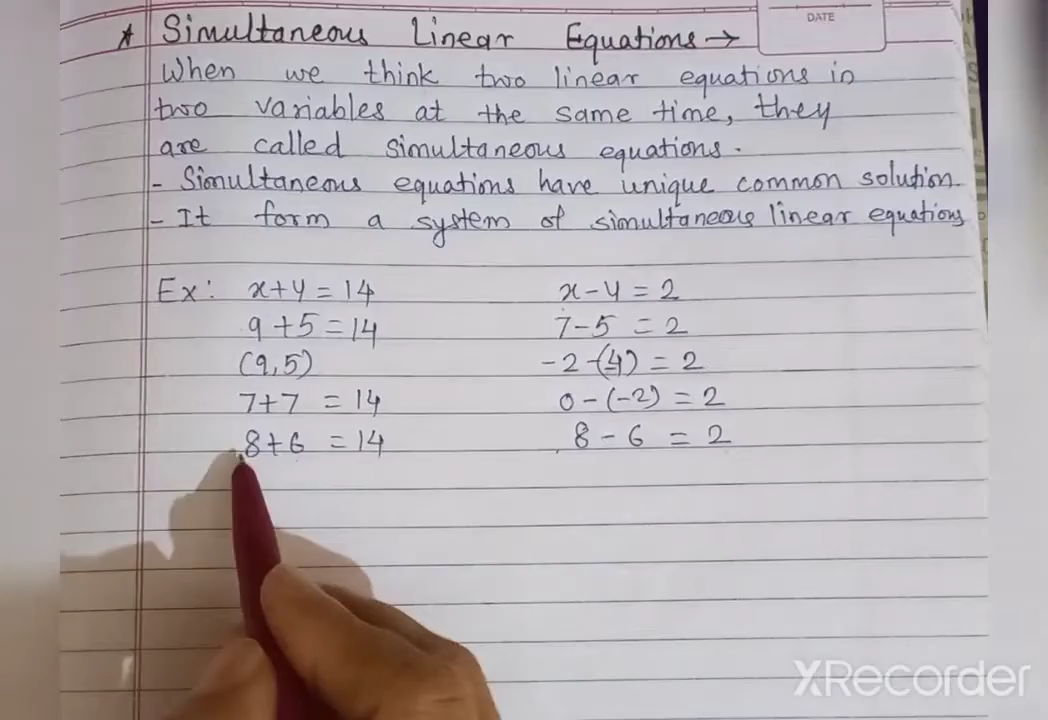 DATE
* Simultaneous Linear Equations →
When we think two linear equations in
two variables at the same time, they
are called simultaneous equations.
- Simultaneous equations have unique common solution
- It form a system of simultaneous linear equations
Ex: x+y = 14 x-y = 2
9 + 5 = 14 7-5 = 2
(9,5) -2-(4) = 2
7+7 = 14 0-(-2) = 2
8+6 = 14 8-6 = 2
XRecorder